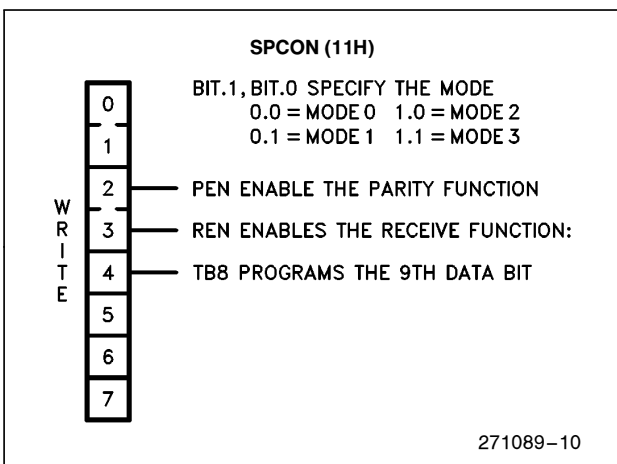 SPCON (11H)
BIT.1, BIT.0 SPECIFY THE MODE
0.0 = MODE 0 1.0 = MODE 2
0.1 = MODE 1 1.1 = MODE 3
0
1
2 PEN ENABLE THE PARITY FUNCTION
3 REN ENABLES THE RECEIVE FUNCTION:
4 TB8 PROGRAMS THE 9TH DATA BIT
5
6
7
WRITE
271089–10